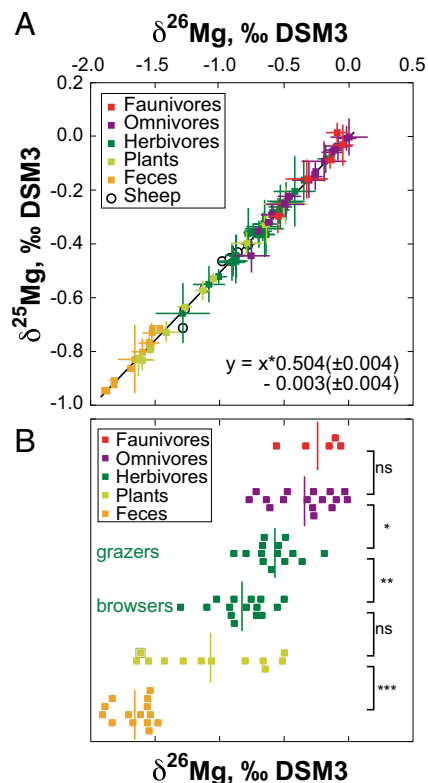 A
δ26Mg, ‰ DSM3
-2.0 -1.5 -1.0 -0.5 0.0 0.5
0.2
0.0
-0.2
-0.4
-0.6
-0.8
-1.0
δ25Mg, ‰ DSM3
Faunivores
Omnivores
Herbivores
Plants
Feces
Sheep
y = x*0.504(±0.004)
- 0.003(±0.004)
B
Faunivores
Omnivores
Herbivores
Plants
Feces
grazers
browsers
ns
*
**
ns
***
δ26Mg, ‰ DSM3